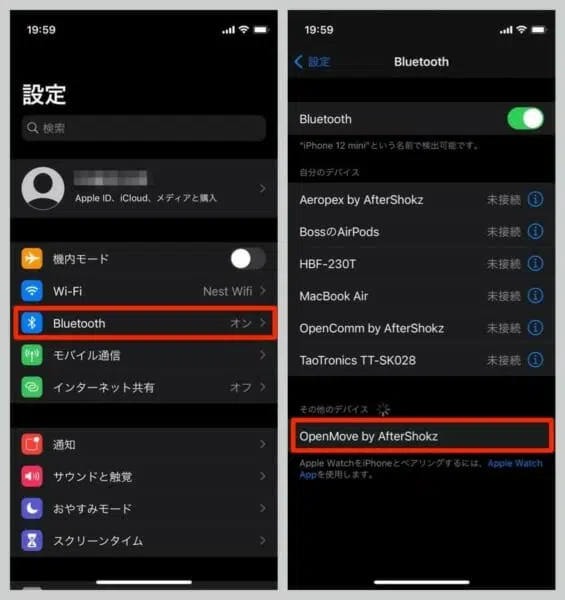 19:59
設定
検索
Apple ID、iCloud、メディアと購入
機内モード
Wi-Fi Nest Wifi
Bluetooth オン
モバイル通信
インターネット共有 オフ
通知
サウンドと触覚
おやすみモード
スクリーンタイム
19:59
設定 Bluetooth
Bluetooth
"iPhone 12 mini"という名前で検出可能です。
自分のデバイス
Aeropex by AfterShokz 未接続
BossのAirPods 未接続
HBF-230T 未接続
MacBook Air 未接続
OpenComm by AfterShokz 未接続
TaoTronics TT-SK028 未接続
その他のデバイス
OpenMove by AfterShokz
Apple WatchをiPhoneとペアリングするには、Apple Watch
Appを使用します。